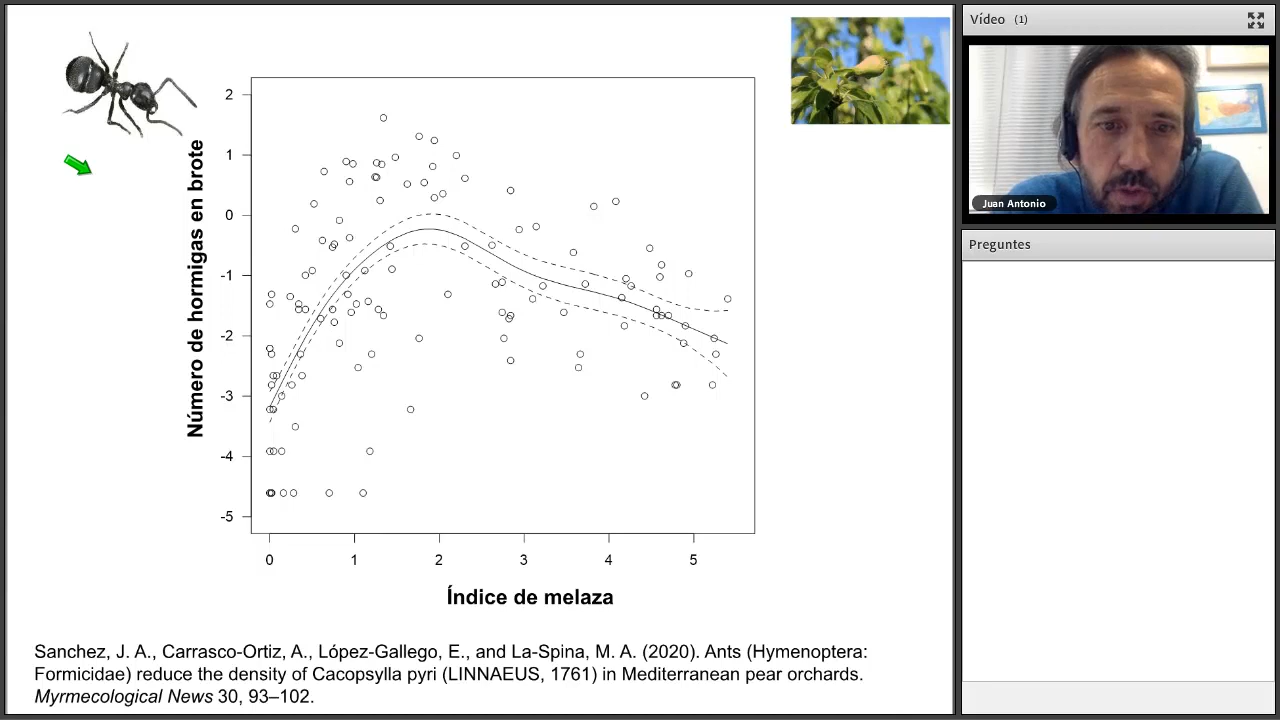 Vídeo (1)
Juan Antonio
Preguntes
Número de hormigas en brote
2
1
0
-1
-2
-3
-4
-5
0 1 2 3 4 5
Índice de melaza
Sanchez, J. A., Carrasco-Ortiz, A., López-Gallego, E., and La-Spina, M. A. (2020). Ants (Hymenoptera:
Formicidae) reduce the density of Cacopsylla pyri (LINNAEUS, 1761) in Mediterranean pear orchards.
Myrmecological News 30, 93–102.